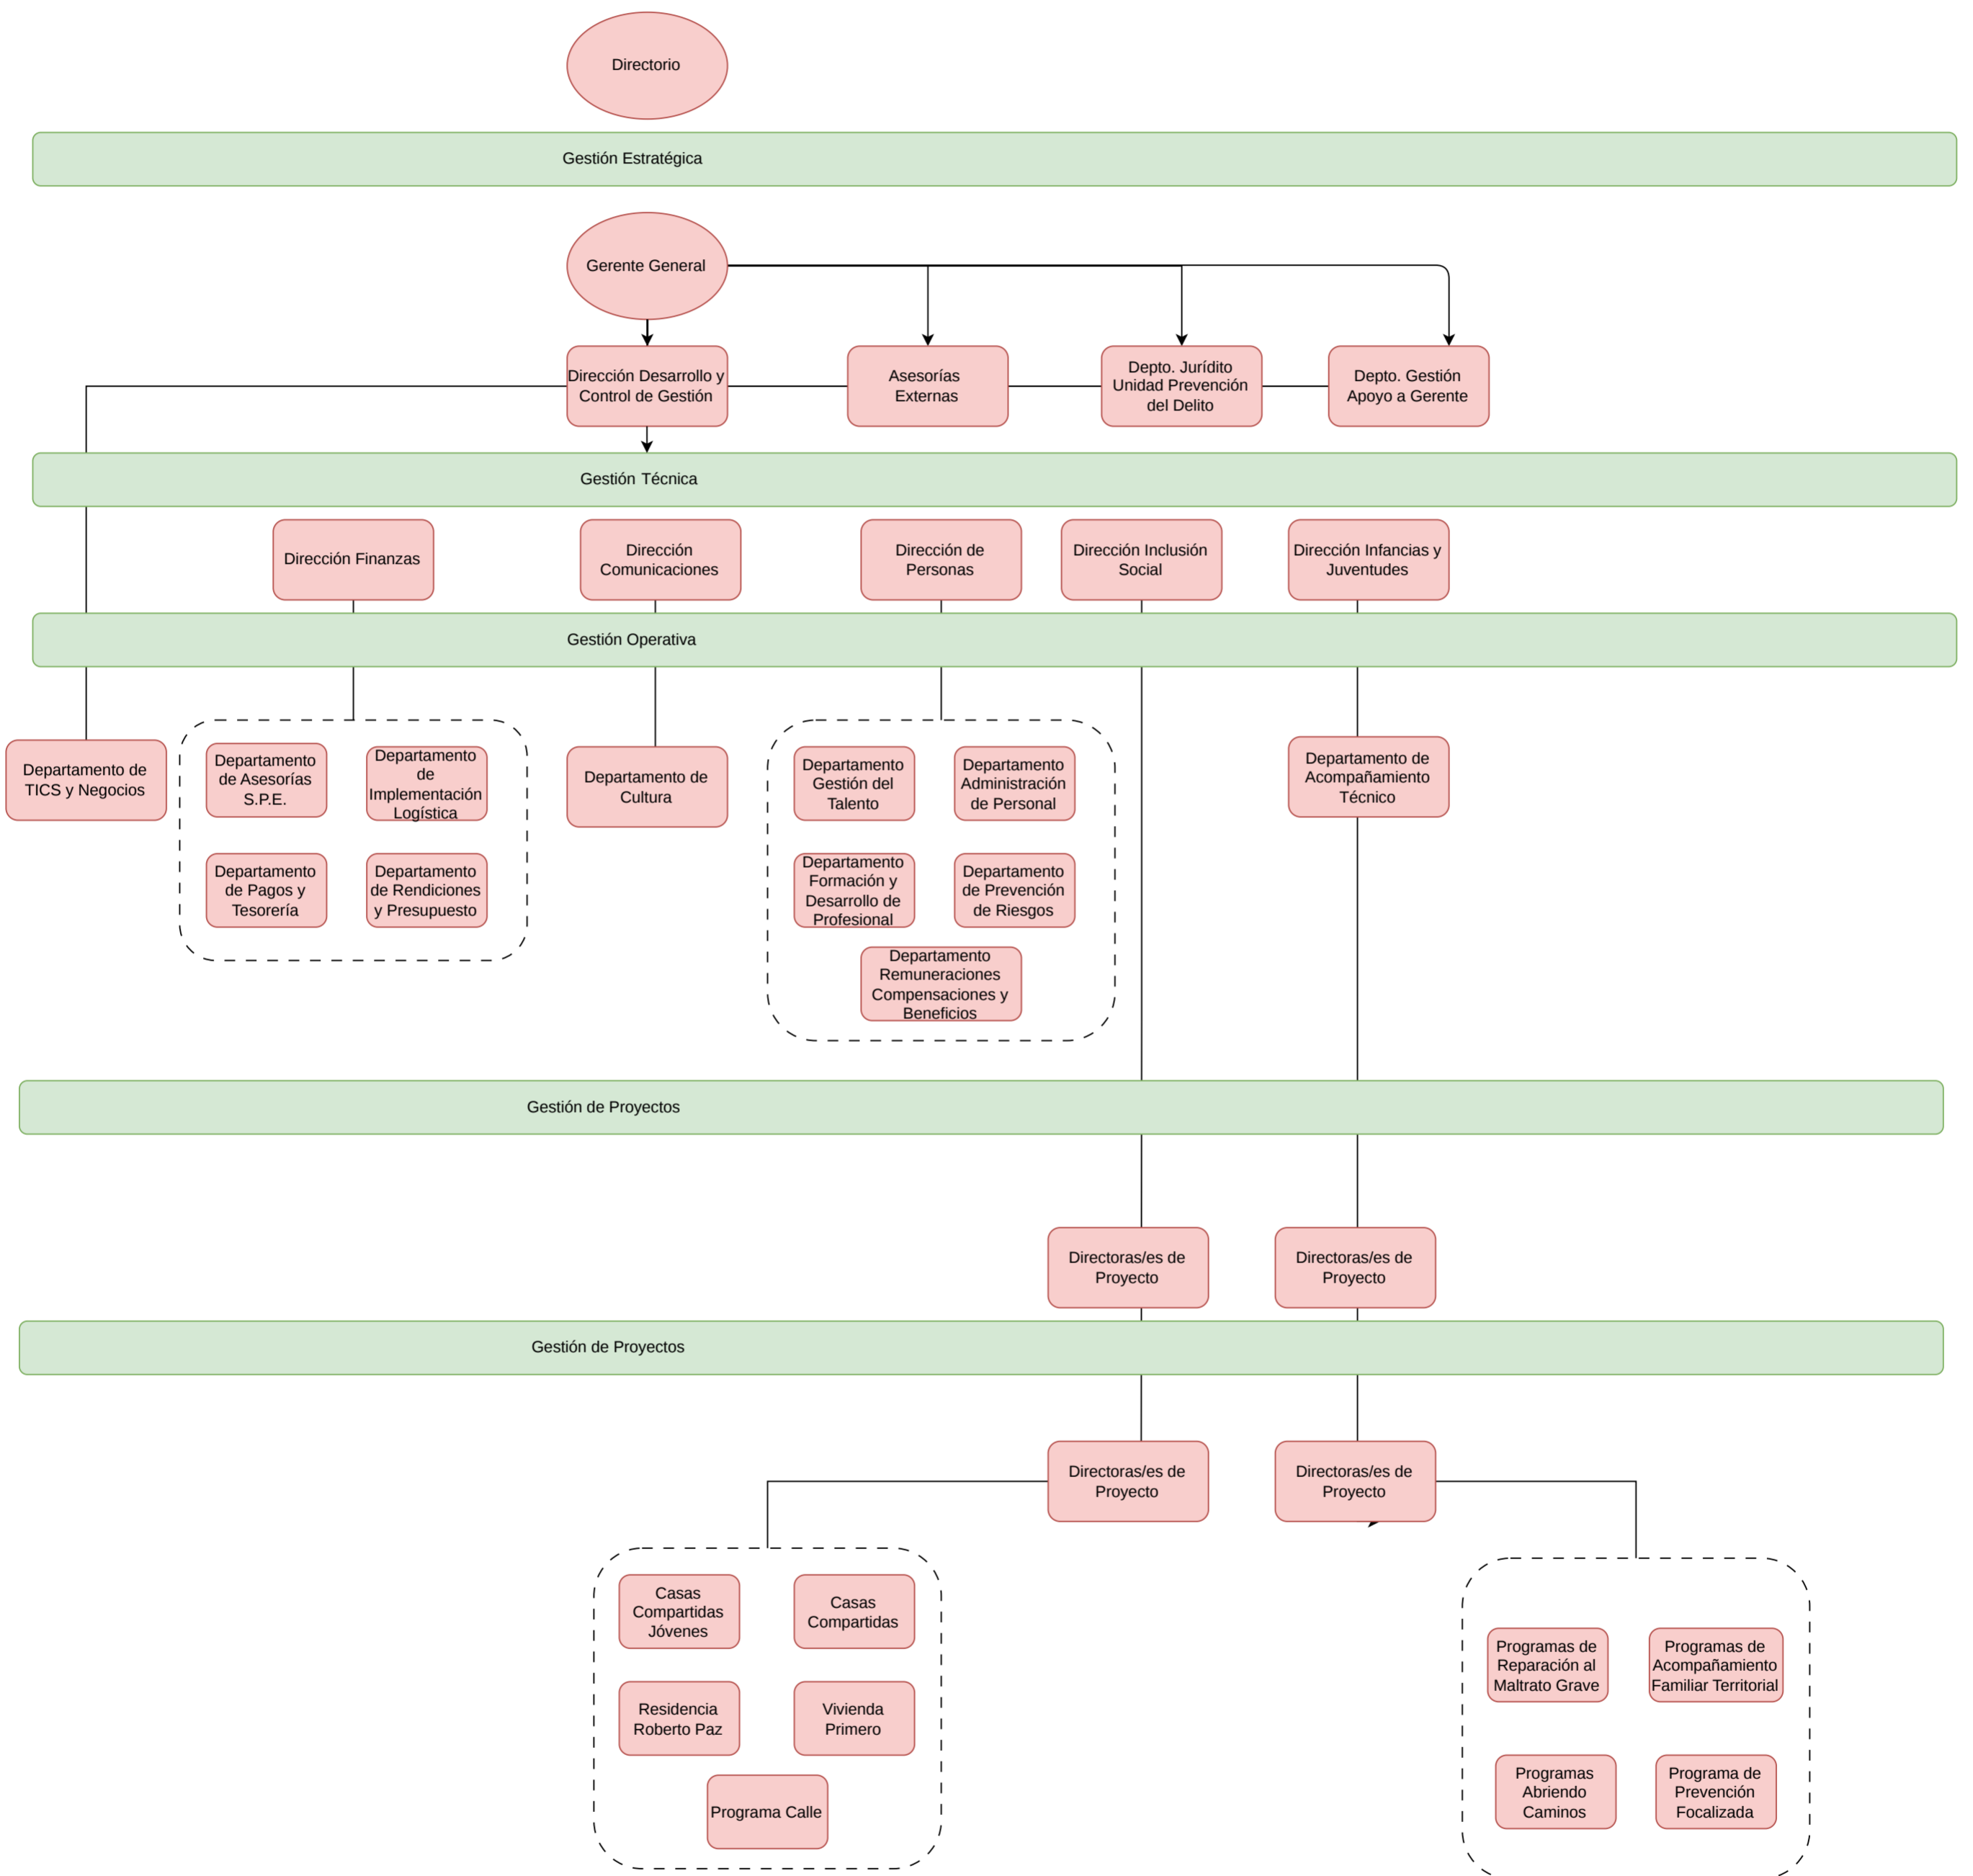 Directorio
Gestión Estratégica
Gerente General
Dirección Desarrollo y
Control de Gestión
Asesorías
Externas
Depto. Jurídito
Unidad Prevención
del Delito
Depto. Gestión
Apoyo a Gerente
Gestión Técnica
Dirección Finanzas
Dirección
Comunicaciones
Dirección de
Personas
Dirección Inclusión
Social
Dirección Infancias y
Juventudes
Gestión Operativa
Departamento de
TICS y Negocios
Departamento
de Asesorías
S.P.E.
Departamento
de
Implementación
Logística
Departamento
de Pagos y
Tesorería
Departamento
de Rendiciones
y Presupuesto
Departamento de
Cultura
Departamento
Gestión del
Talento
Departamento
Administración
de Personal
Departamento
Formación y
Desarrollo de
Profesional
Departamento
de Prevención
de Riesgos
Departamento
Remuneraciones
Compensaciones y
Beneficios
Departamento de
Acompañamiento
Técnico
Gestión de Proyectos
Directoras/es de
Proyecto
Directoras/es de
Proyecto
Gestión de Proyectos
Directoras/es de
Proyecto
Directoras/es de
Proyecto
Casas
Compartidas
Jóvenes
Casas
Compartidas
Residencia
Roberto Paz
Vivienda
Primero
Programa Calle
Programas de
Reparación al
Maltrato Grave
Programas de
Acompañamiento
Familiar Territorial
Programas
Abriendo
Caminos
Programa de
Prevención
Focalizada